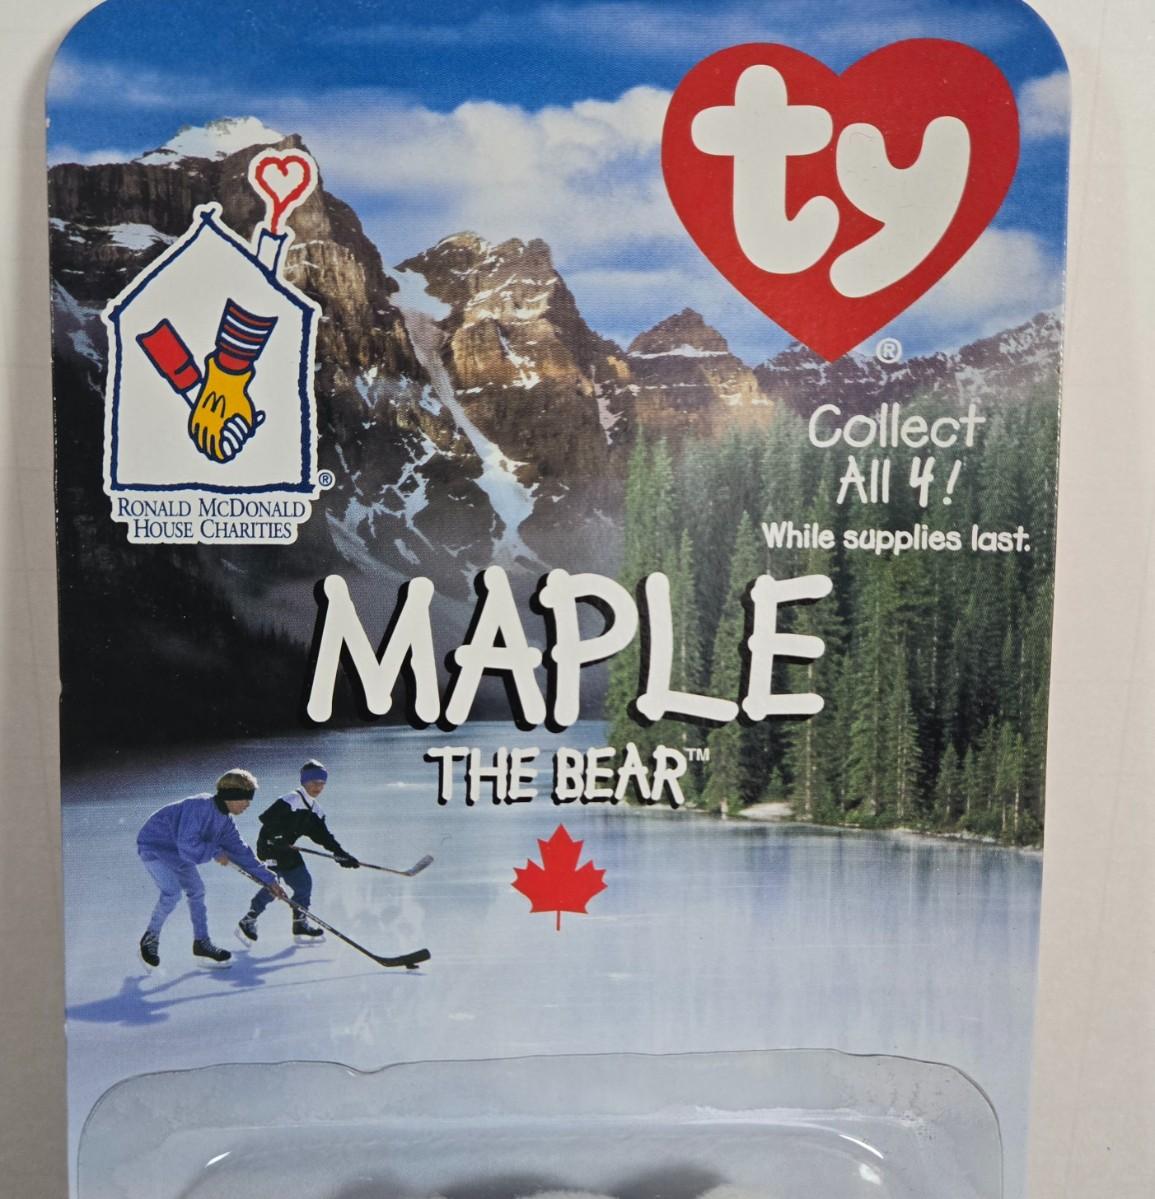 ty
®
®
RONALD MCDONALD
HOUSE CHARITIES
Collect
All 4!
While supplies last.
MAPLE
THE BEAR™